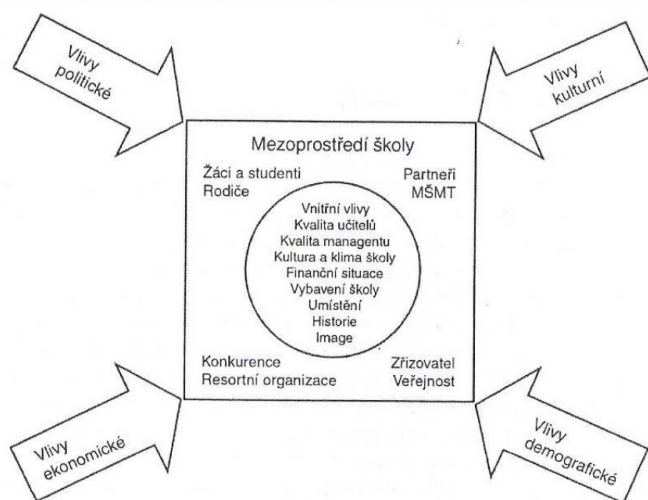 Vlivy
politické
Vlivy
kulturní
Mezoprostředí školy
Žáci a studenti
Rodiče
Partneři
MŠMT
Vnitřní vlivy
Kvalita učitelů
Kvalita managentu
Kultura a klima školy
Finanční situace
Vybavení školy
Umístění
Historie
Image
Konkurence
Resortní organizace
Zřizovatel
Veřejnost
Vlivy
ekonomické
Vlivy
demografické